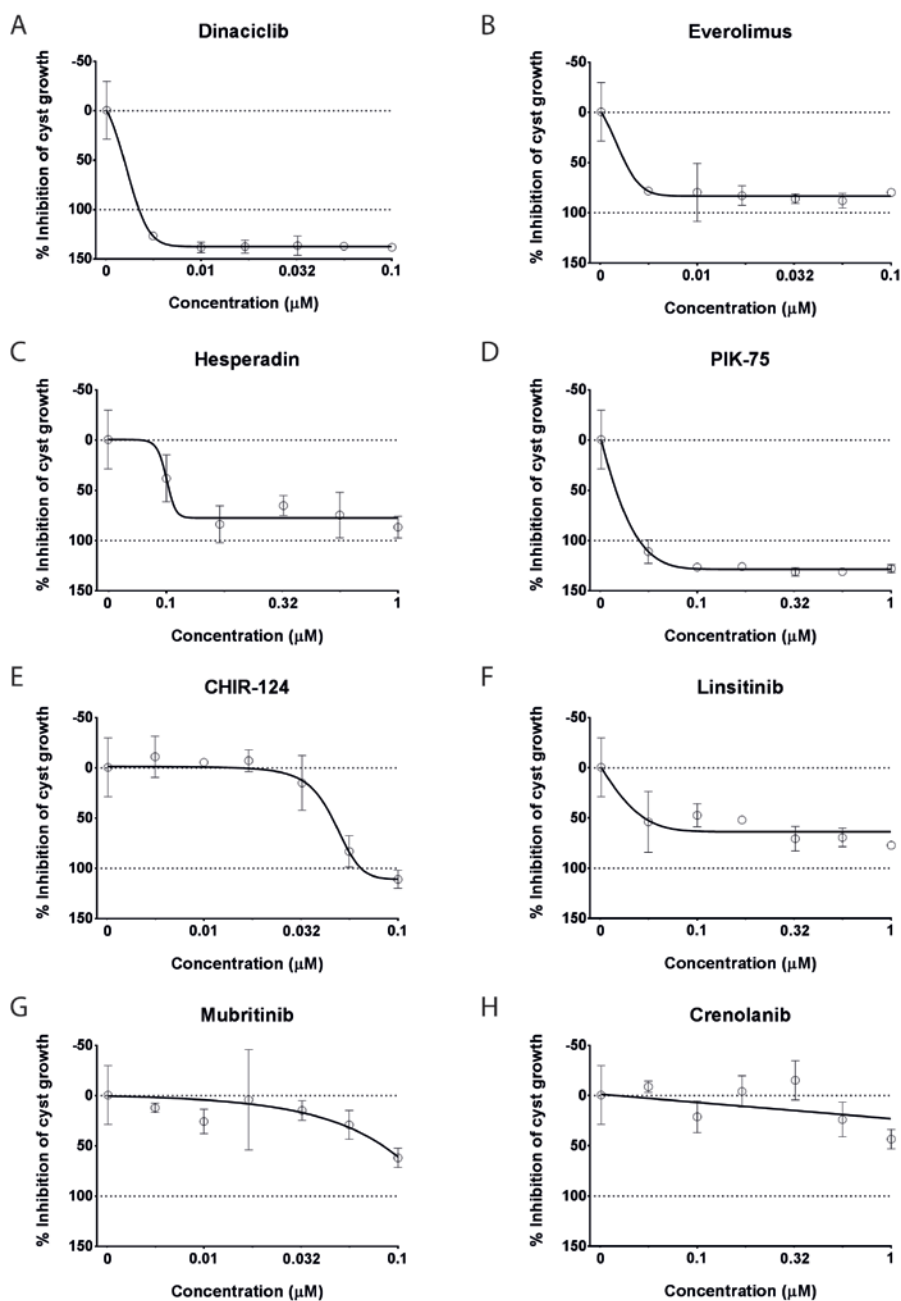 A
Dinaciclib
% Inhibition of cyst growth
-50
0
50
100
150
0
0.01
0.032
0.1
Concentration (μM)
B
Everolimus
% Inhibition of cyst growth
-50
0
50
100
150
0
0.01
0.032
0.1
Concentration (μM)
C
Hesperadin
% Inhibition of cyst growth
-50
0
50
100
150
0
0.1
0.32
1
Concentration (μM)
D
PIK-75
% Inhibition of cyst growth
-50
0
50
100
150
0
0.1
0.32
1
Concentration (μM)
E
CHIR-124
% Inhibition of cyst growth
-50
0
50
100
150
0
0.01
0.032
0.1
Concentration (μM)
F
Linsitinib
% Inhibition of cyst growth
-50
0
50
100
150
0
0.1
0.32
1
Concentration (μM)
G
Mubritinib
% Inhibition of cyst growth
-50
0
50
100
150
0
0.01
0.032
0.1
Concentration (μM)
H
Crenolanib
% Inhibition of cyst growth
-50
0
50
100
150
0
0.1
0.32
1
Concentration (μM)